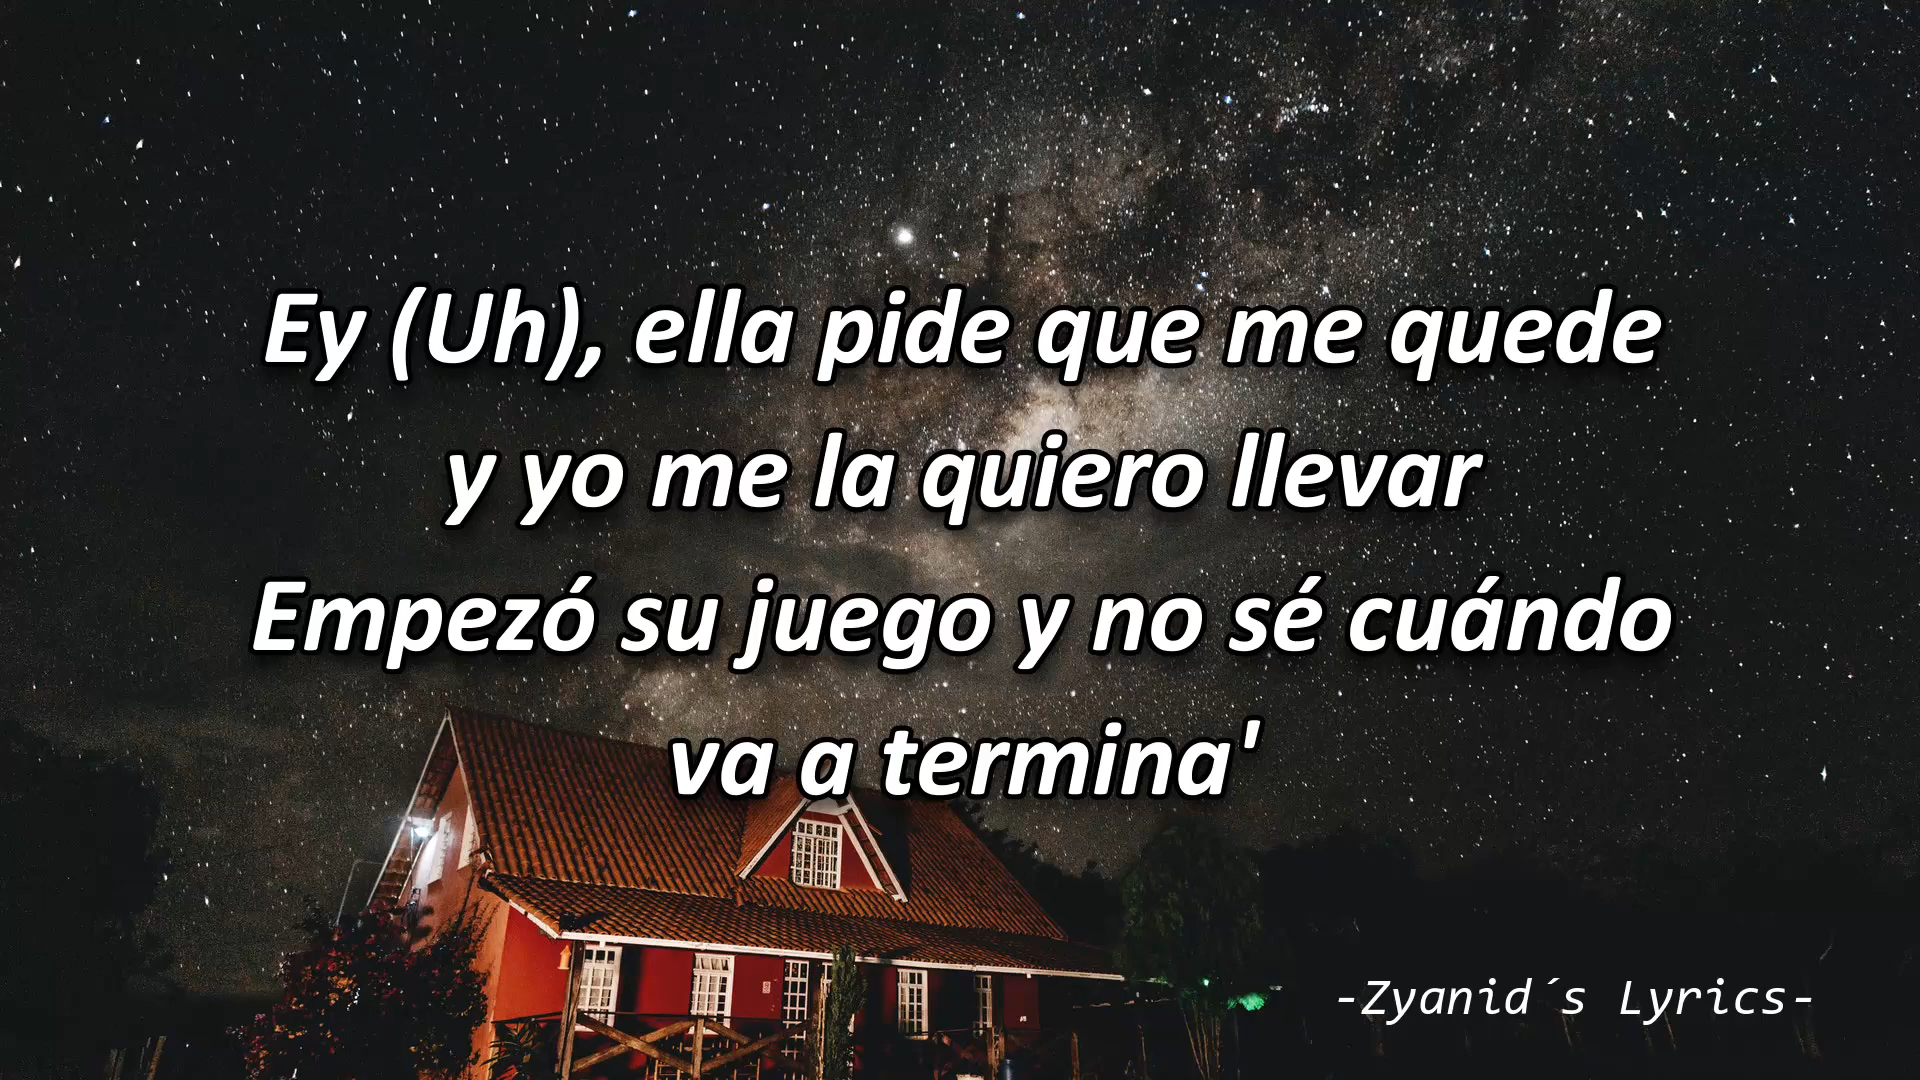 Ey (Uh), ella pide que me quede
y yo me la quiero llevar
Empezó su juego y no sé cuándo
va a termina'
-Zyanid´s Lyrics-